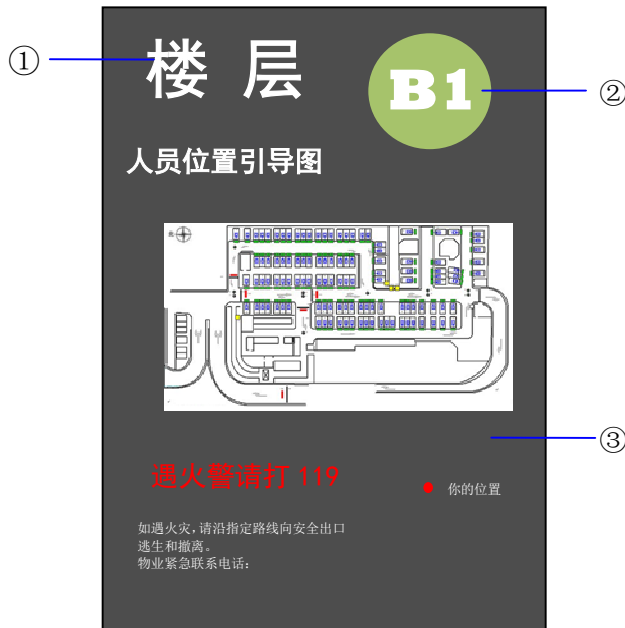 ①
楼 层
B1
②
人员位置引导图
③
遇火警请打 119
你的位置
如遇火灾,请沿指定路线向安全出口
逃生和撤离。
物业紧急联系电话: